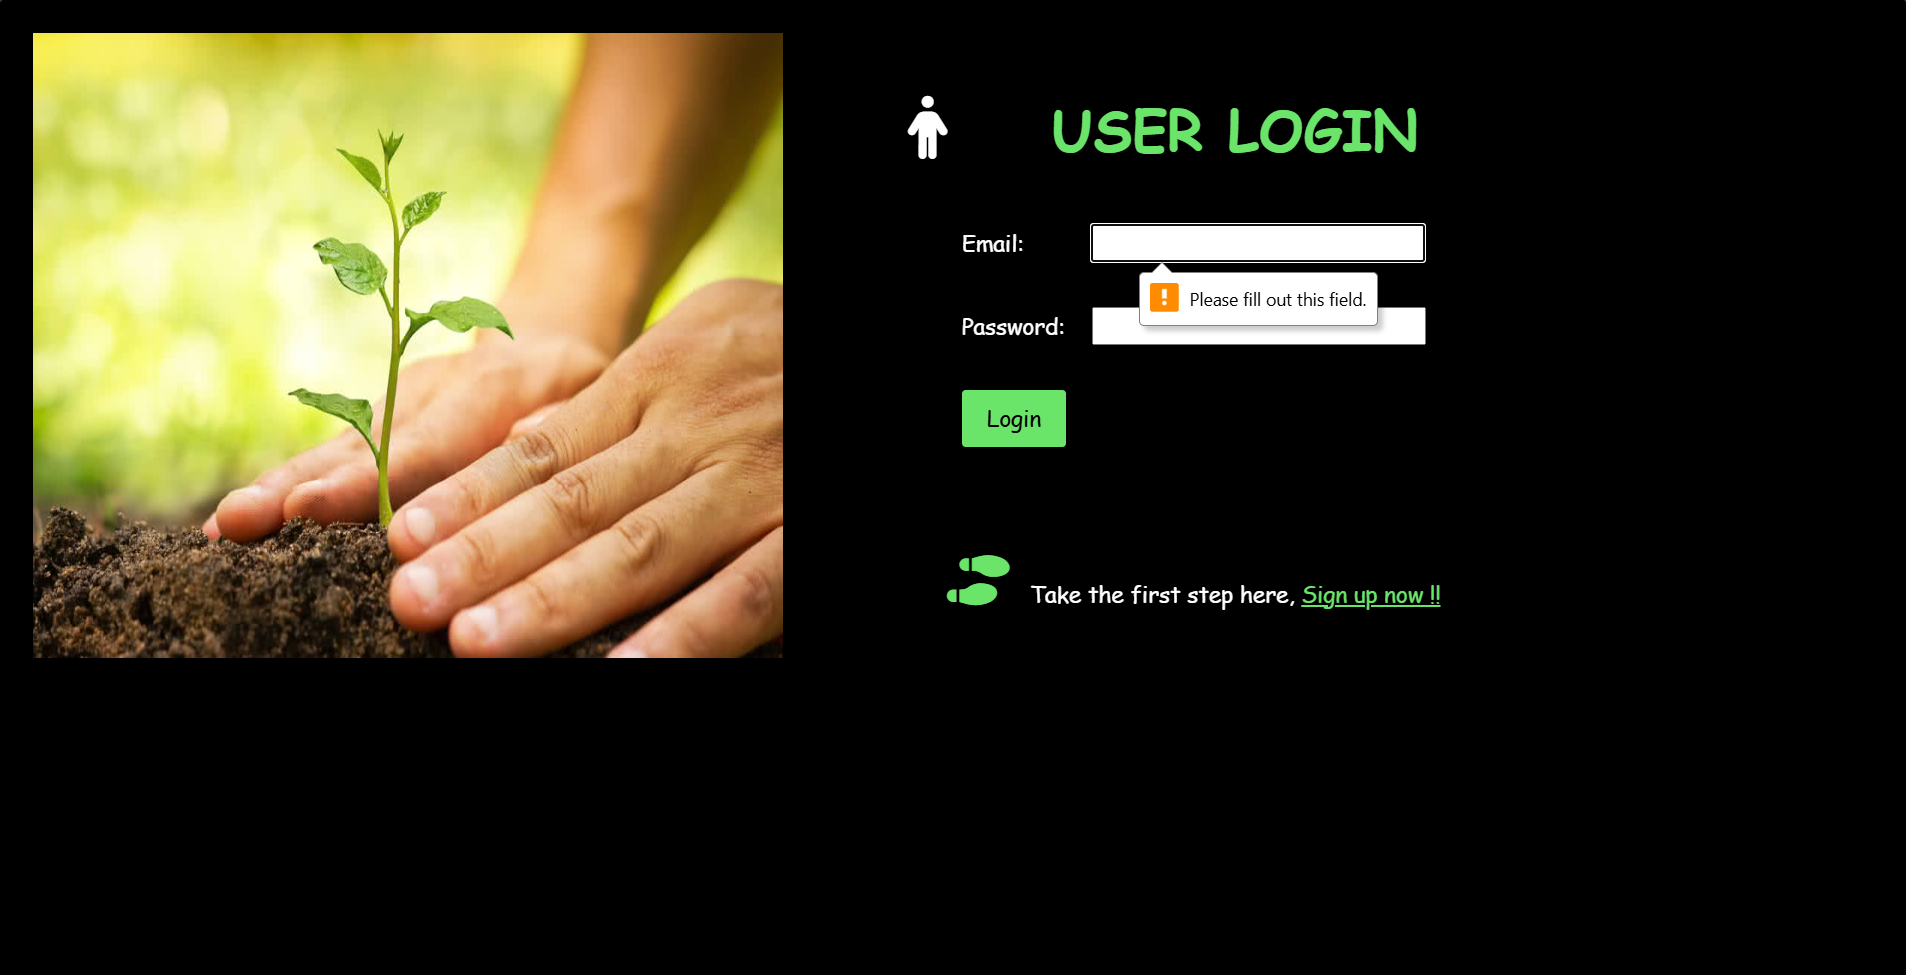 USER LOGIN
Email:
Please fill out this field.
Password:
Login
Take the first step here, Sign up now !!